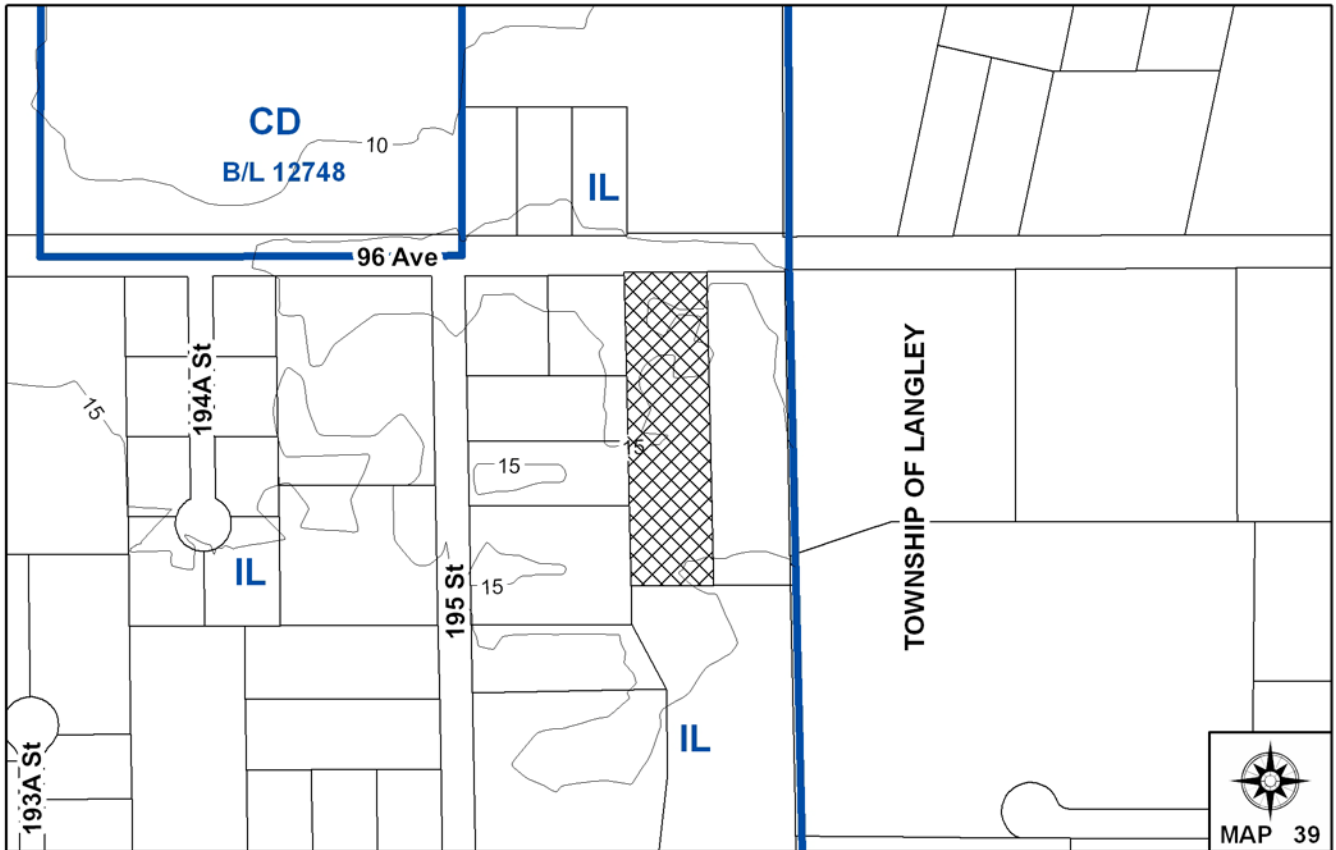 CD
10
B/L 12748
IL
96 Ave
194A St
15
15
15
TOWNSHIP OF LANGLEY
IL
15
195 St
IL
193A St
MAP 39